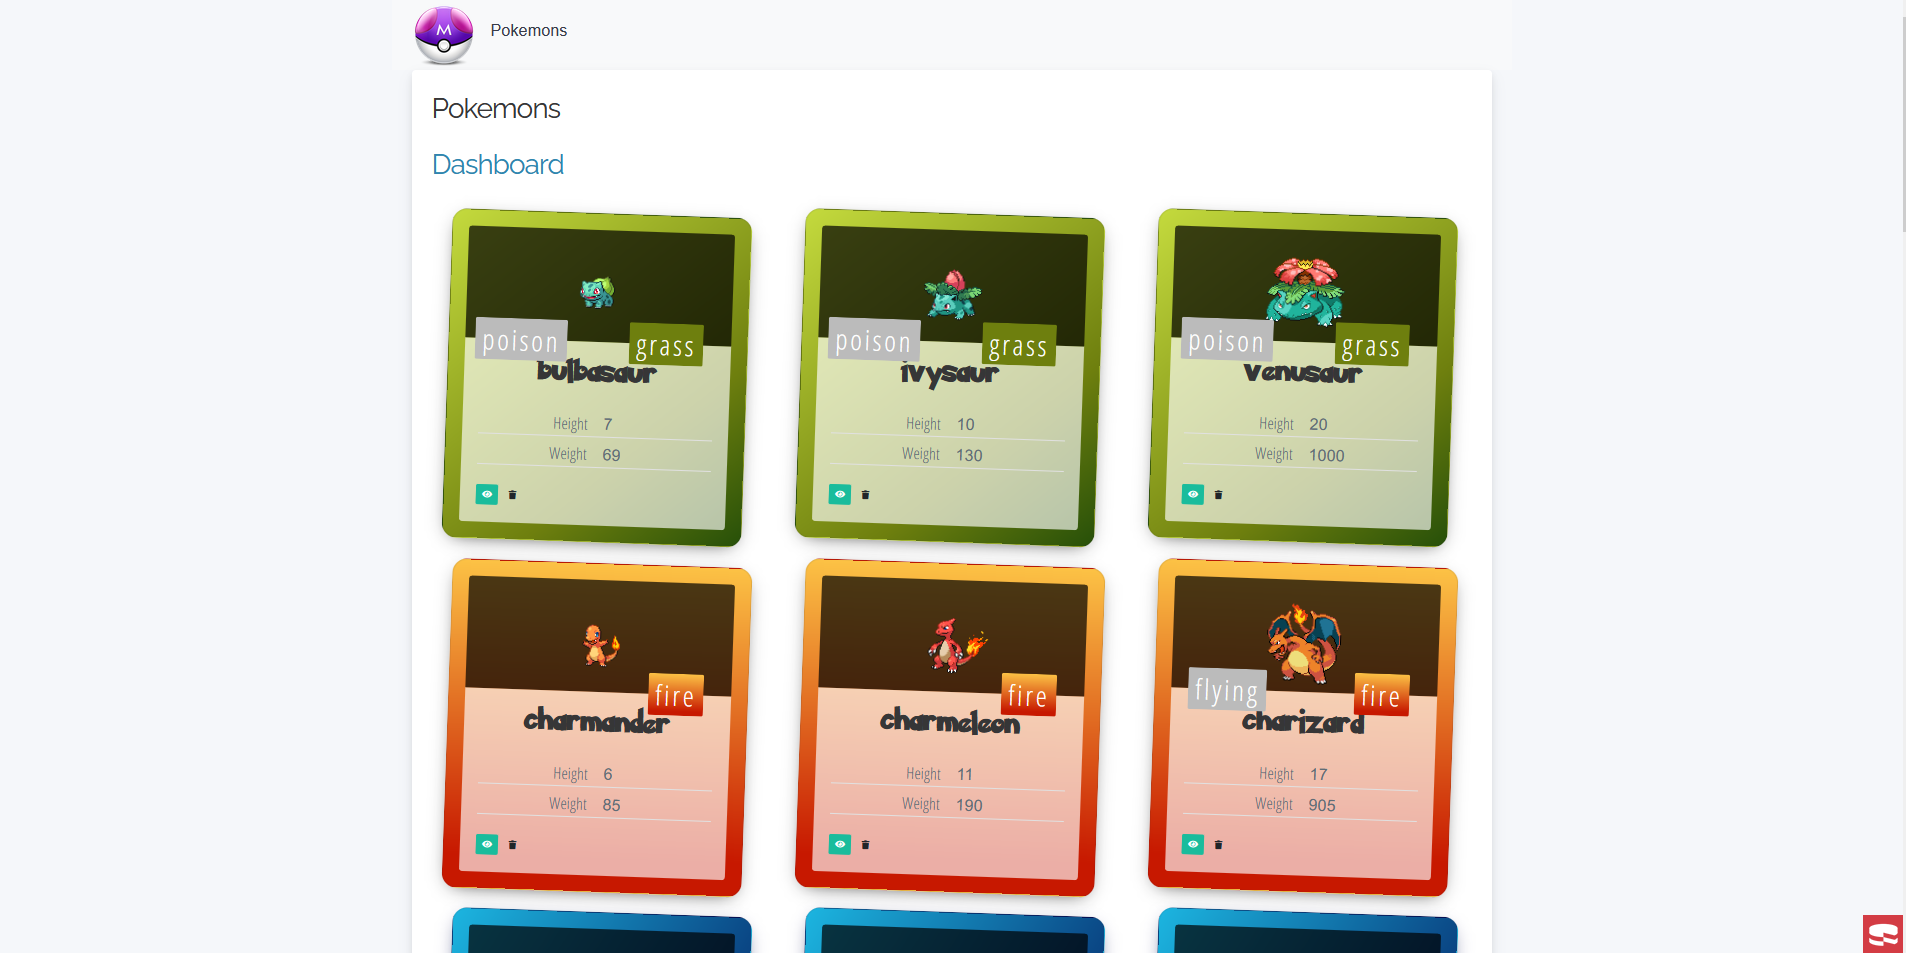 M
Pokemons
Pokemons
Dashboard
poison grass
bulbasaur
Height 7
Weight 69
poison grass
ivysaur
Height 10
Weight 130
poison grass
venusaur
Height 20
Weight 1000
fire
charmander
Height 6
Weight 85
fire
charmeleon
Height 11
Weight 190
flying fire
charizard
Height 17
Weight 905